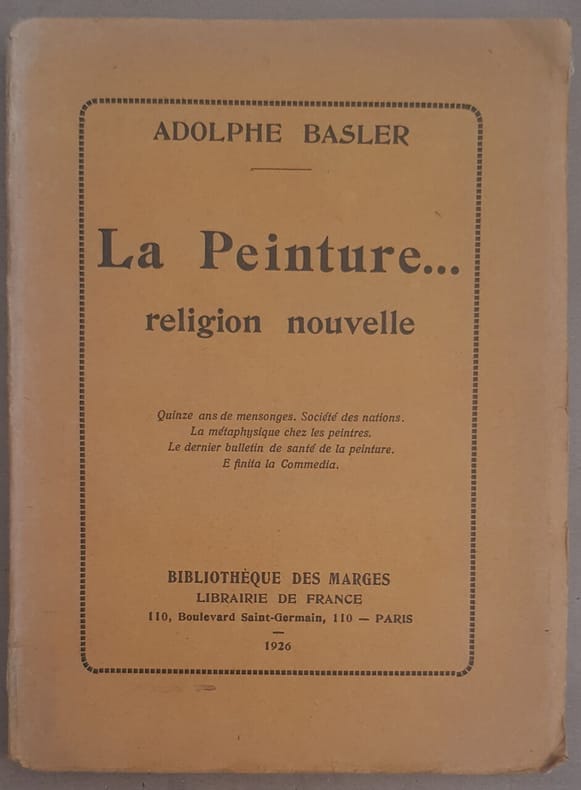 ADOLPHE BASLER
La Peinture...
religion nouvelle
Quinze ans de mensonges. Société des nations.
La métaphysique chez les peintres.
Le dernier bulletin de santé de la peinture.
E finita la Commedia.
BIBLIOTHÈQUE DES MARGES
LIBRAIRIE DE FRANCE
110, Boulevard Saint-Germain, 110 — PARIS
1926